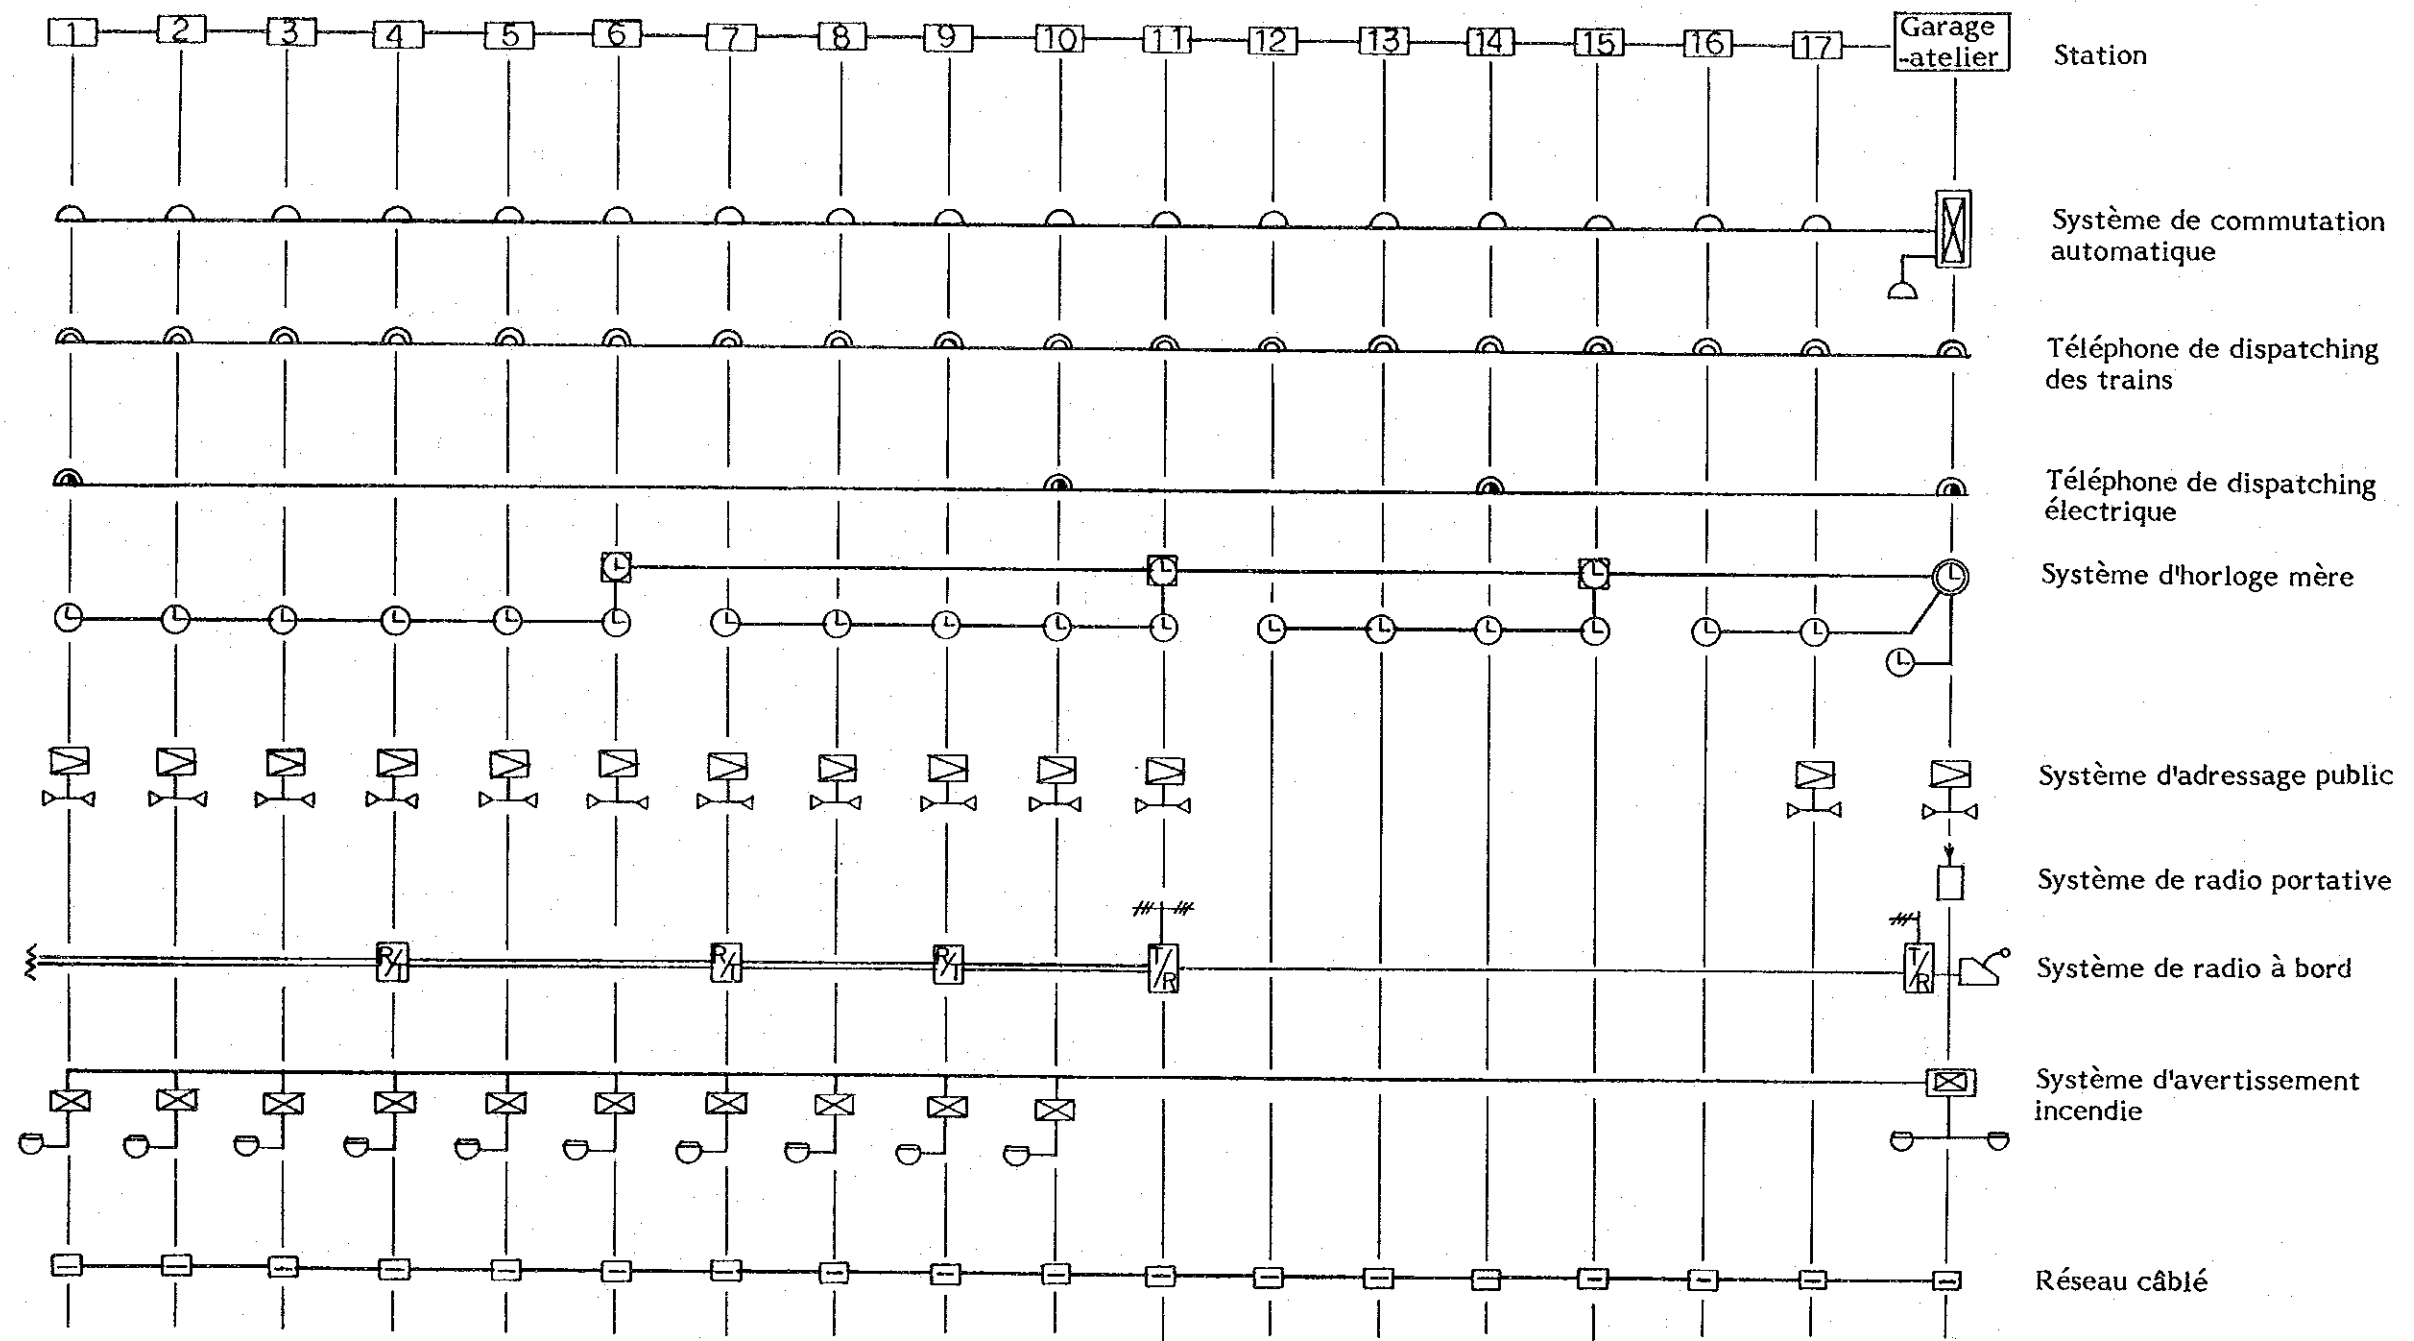 1 2 3 4 5 6 7 8 9 10 11 12 13 14 15 16 17 Garage
-atelier
Station
Système de commutation
automatique
Téléphone de dispatching
des trains
Téléphone de dispatching
électrique
Système d'horloge mère
Système d'adressage public
Système de radio portative
R/T R/T R/T T/R T/R
Système de radio à bord
Système d'avertissement
incendie
Réseau câblé